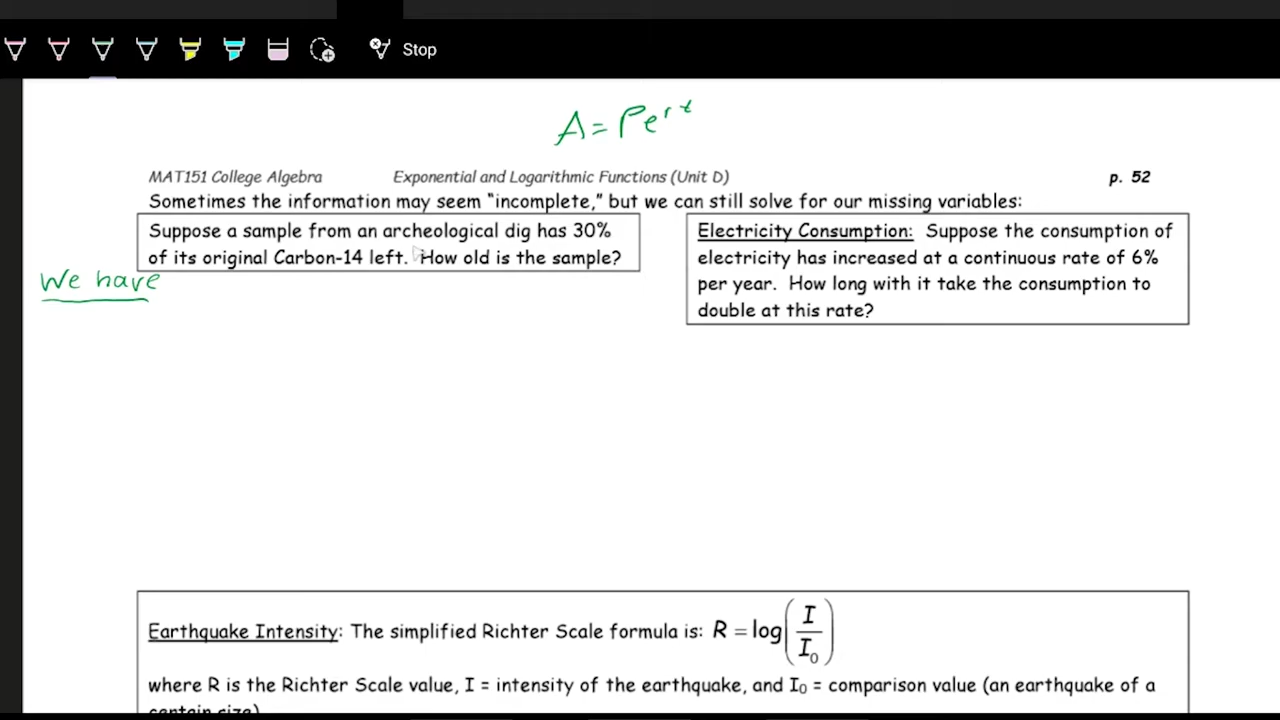 Stop
A = Pe^rt
MAT151 College Algebra Exponential and Logarithmic Functions (Unit D) p. 52
Sometimes the information may seem "incomplete," but we can still solve for our missing variables:
Suppose a sample from an archeological dig has 30%
of its original Carbon-14 left. How old is the sample?
We have
Electricity Consumption: Suppose the consumption of
electricity has increased at a continuous rate of 6%
per year. How long with it take the consumption to
double at this rate?
Earthquake Intensity: The simplified Richter Scale formula is: R = log(I/I₀)
where R is the Richter Scale value, I = intensity of the earthquake, and I₀ = comparison value (an earthquake of a
certain size)